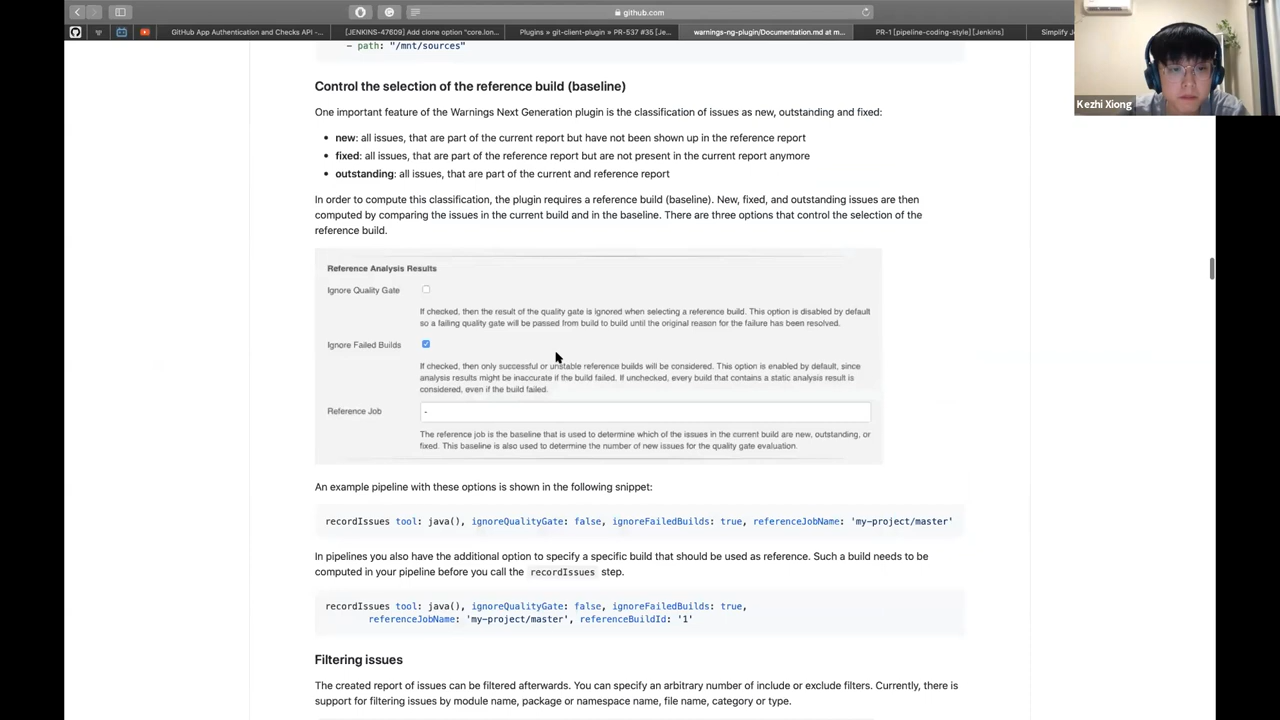 github.com
GitHub App Authentication and Checks API -...
[JENKINS-47609] Add clone option "core.lon...
Plugins » git-client-plugin » PR-537 #35 [Je...
warnings-ng-plugin/Documentation.md at m...
PR-1 [pipeline-coding-style] [Jenkins]
Simplify J
Kezhi Xiong
- path: "/mnt/sources"
Control the selection of the reference build (baseline)
One important feature of the Warnings Next Generation plugin is the classification of issues as new, outstanding and fixed:
• new: all issues, that are part of the current report but have not been shown up in the reference report
• fixed: all issues, that are part of the reference report but are not present in the current report anymore
• outstanding: all issues, that are part of the current and reference report
In order to compute this classification, the plugin requires a reference build (baseline). New, fixed, and outstanding issues are then
computed by comparing the issues in the current build and in the baseline. There are three options that control the selection of the
reference build.
Reference Analysis Results
Ignore Quality Gate
If checked, then the result of the quality gate is ignored when selecting a reference build. This option is disabled by default
so a failing quality gate will be passed from build to build until the original reason for the failure has been resolved.
Ignore Failed Builds
If checked, then only successful or unstable reference builds will be considered. This option is enabled by default, since
analysis results might be inaccurate if the build failed. If unchecked, every build that contains a static analysis result is
considered, even if the build failed.
Reference Job
-
The reference job is the baseline that is used to determine which of the issues in the current build are new, outstanding, or
fixed. This baseline is also used to determine the number of new issues for the quality gate evaluation.
An example pipeline with these options is shown in the following snippet:
recordIssues tool: java(), ignoreQualityGate: false, ignoreFailedBuilds: true, referenceJobName: 'my-project/master'
In pipelines you also have the additional option to specify a specific build that should be used as reference. Such a build needs to be
computed in your pipeline before you call the recordIssues step.
recordIssues tool: java(), ignoreQualityGate: false, ignoreFailedBuilds: true,
referenceJobName: 'my-project/master', referenceBuildId: '1'
Filtering issues
The created report of issues can be filtered afterwards. You can specify an arbitrary number of include or exclude filters. Currently, there is
support for filtering issues by module name, package or namespace name, file name, category or type.